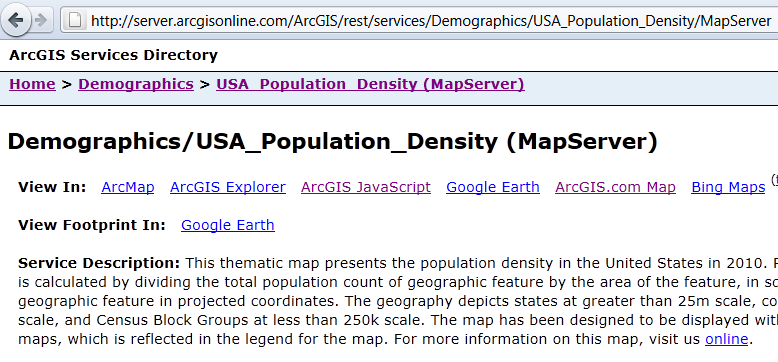 http://server.arcgisonline.com/ArcGIS/rest/services/Demographics/USA_Population_Density/MapServer
ArcGIS Services Directory
Home > Demographics > USA_Population_Density (MapServer)
Demographics/USA_Population_Density (MapServer)
View In: ArcMap ArcGIS Explorer ArcGIS JavaScript Google Earth ArcGIS.com Map Bing Maps
View Footprint In: Google Earth
Service Description: This thematic map presents the population density in the United States in 2010.
is calculated by dividing the total population count of geographic feature by the area of the feature, in
geographic feature in projected coordinates. The geography depicts states at greater than 25m scale,
scale, and Census Block Groups at less than 250k scale. The map has been designed to be displayed
maps, which is reflected in the legend for the map. For more information on this map, visit us online.